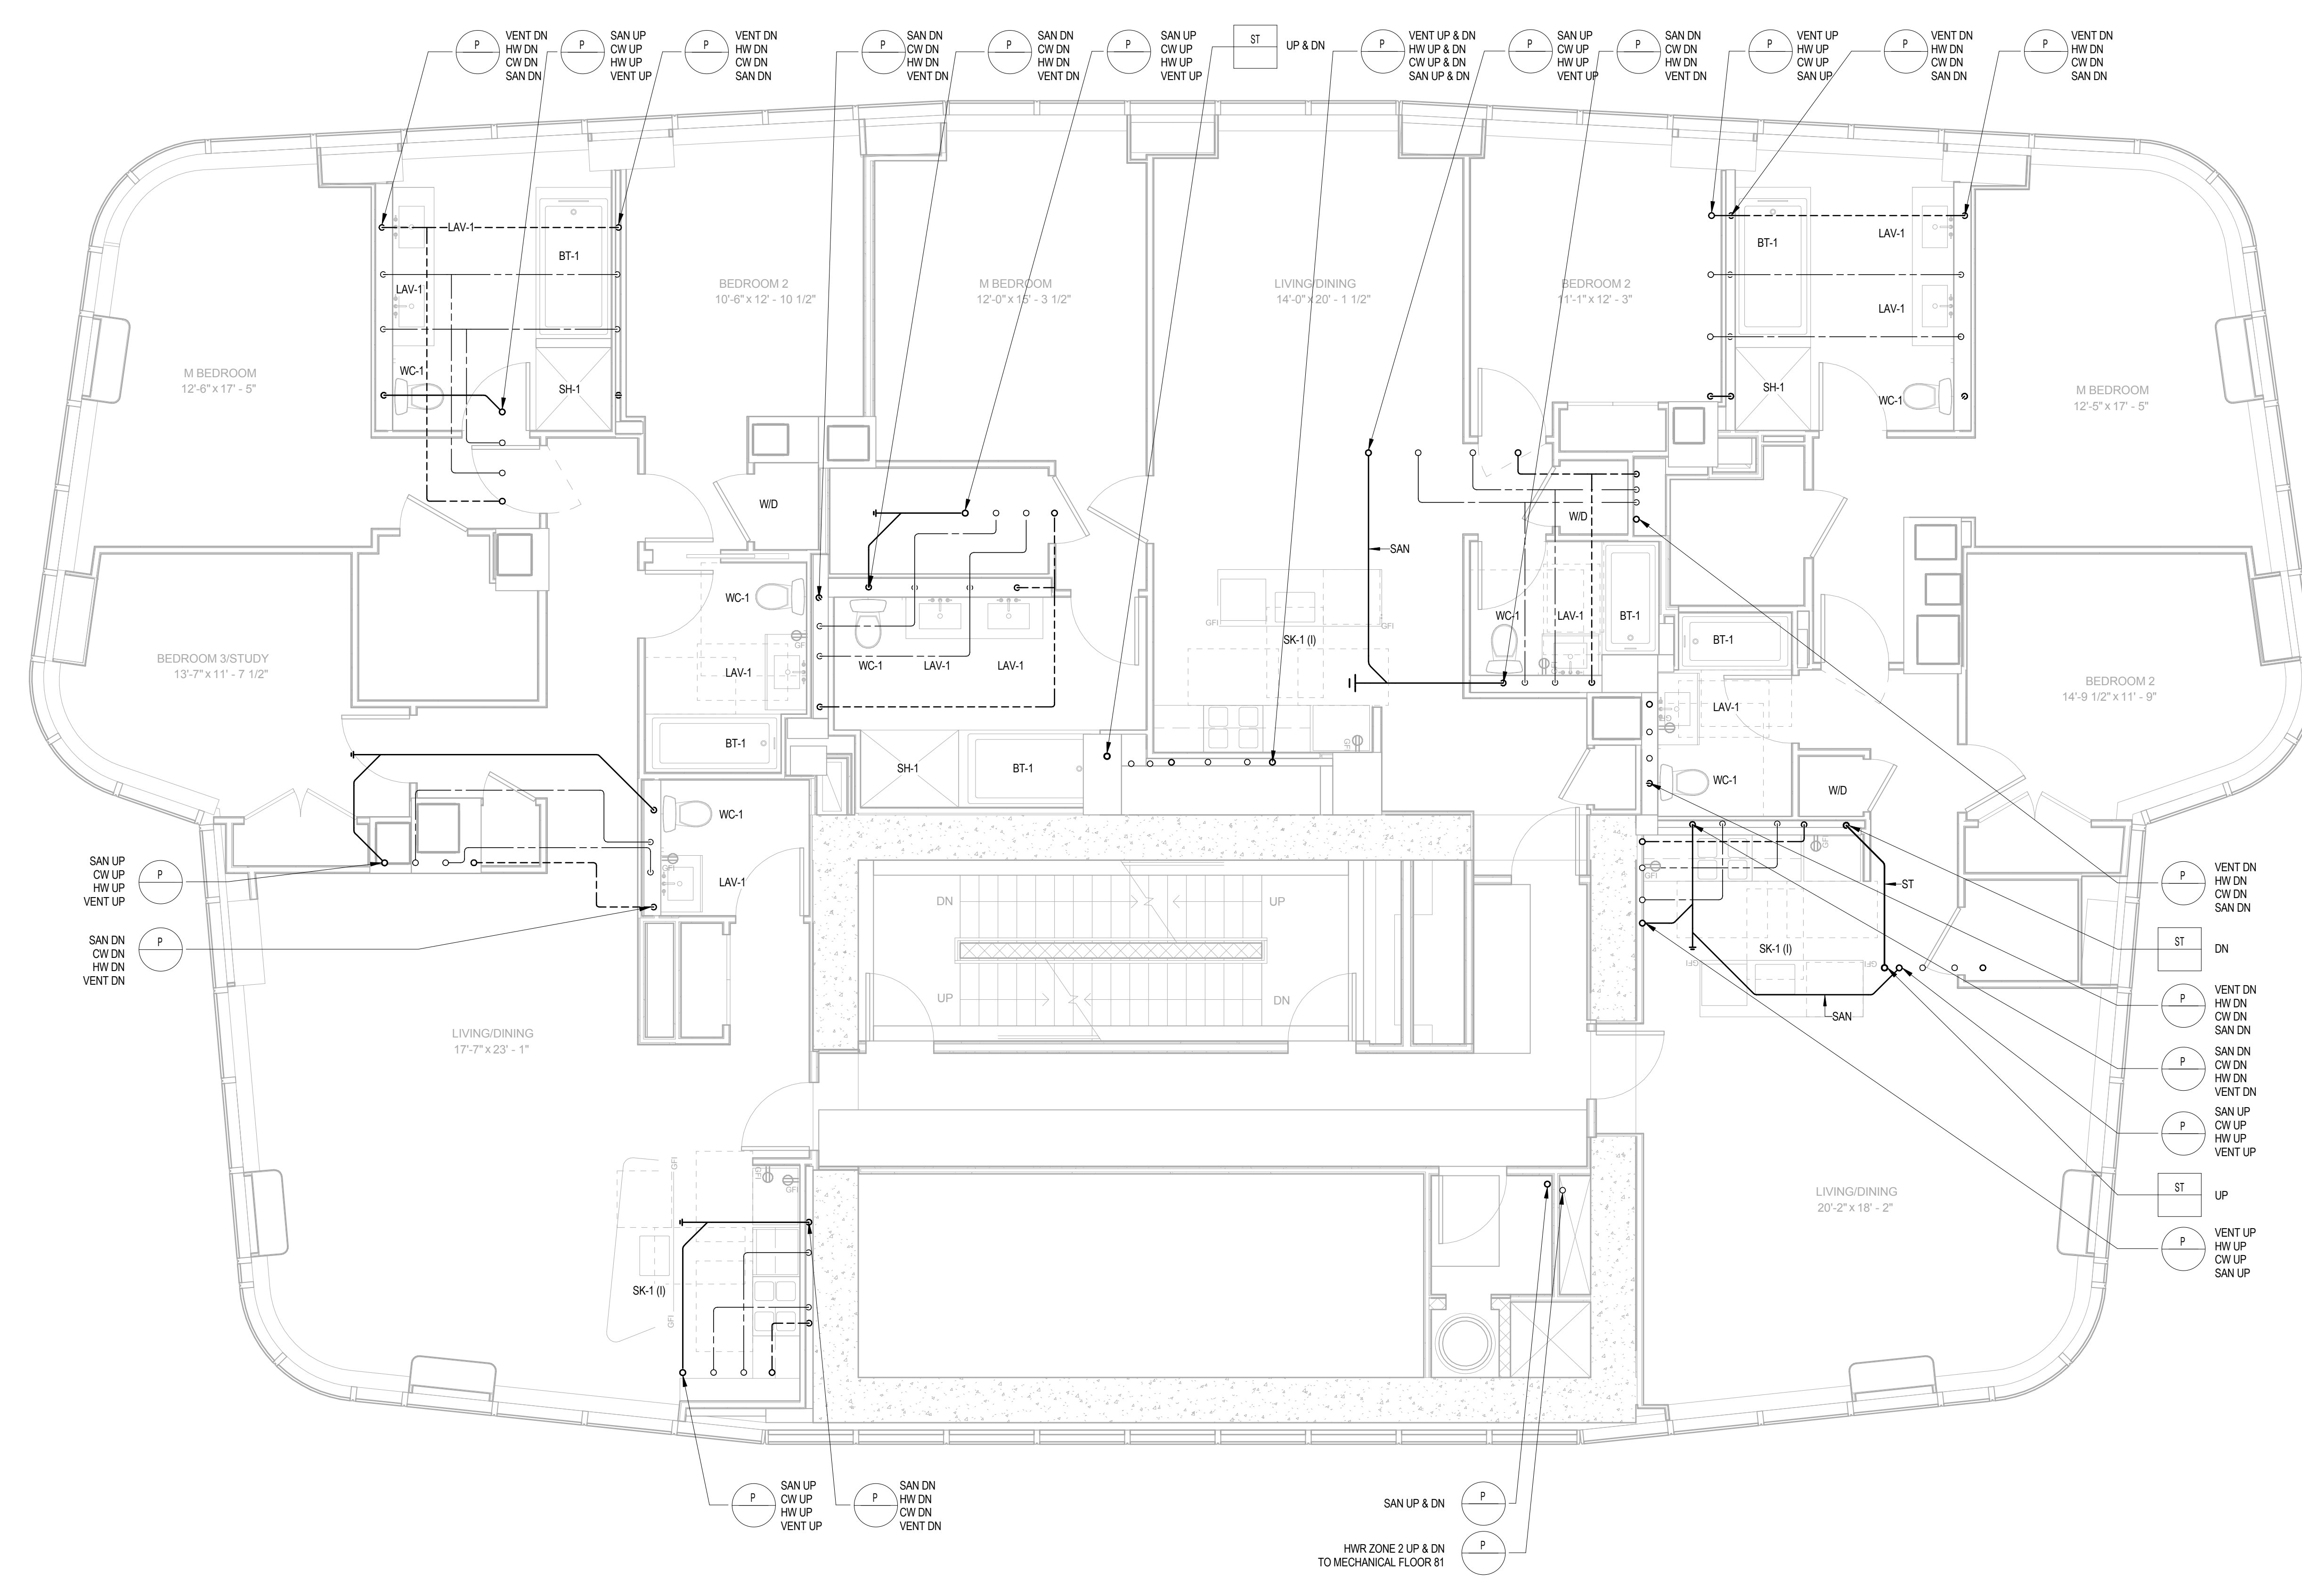 P
VENT DN
HW DN
CW DN
SAN DN
P
SAN UP
CW UP
HW UP
VENT UP
P
VENT DN
HW DN
CW DN
SAN DN
P
SAN DN
CW DN
HW DN
VENT DN
P
SAN DN
CW DN
HW DN
VENT DN
P
SAN UP
CW UP
HW UP
VENT UP
ST
UP & DN
P
VENT UP & DN
HW UP & DN
CW UP & DN
SAN UP & DN
P
SAN UP
CW UP
HW UP
VENT UP
P
SAN DN
CW DN
HW DN
VENT DN
P
VENT UP
HW UP
CW UP
SAN UP
P
VENT DN
HW DN
CW DN
SAN DN
P
VENT DN
HW DN
CW DN
SAN DN
LAV-1
BT-1
LAV-1
WC-1
SH-1
M BEDROOM
12'-6" x 17' - 5"
BEDROOM 2
10'-6" x 12' - 10 1/2"
M BEDROOM
12'-0" x 15' - 3 1/2"
LIVING/DINING
14'-0" x 20' - 1 1/2"
BEDROOM 2
11'-1" x 12' - 3"
BT-1
LAV-1
LAV-1
SH-1
WC-1
M BEDROOM
12'-5" x 17' - 5"
W/D
W/D
SAN
WC-1
GFI
LAV-1
BT-1
WC-1
LAV-1
LAV-1
SH-1
BT-1
GFI
GFI
SK-1 (I)
GFI
WC-1
LAV-1
BT-1
BT-1
LAV-1
GFI
WC-1
W/D
BEDROOM 3/STUDY
13'-7" x 11' - 7 1/2"
BEDROOM 2
14'-9 1/2" x 11' - 9"
WC-1
GFI
LAV-1
SAN UP
CW UP
HW UP
VENT UP
P
SAN DN
CW DN
HW DN
VENT DN
P
DN
UP
UP
DN
GFI
GFI
ST
SK-1 (I)
GFI
GFI
SAN
P
VENT DN
HW DN
CW DN
SAN DN
ST
DN
P
VENT DN
HW DN
CW DN
SAN DN
P
SAN DN
CW DN
HW DN
VENT DN
P
SAN UP
CW UP
HW UP
VENT UP
ST
UP
P
VENT UP
HW UP
CW UP
SAN UP
LIVING/DINING
17'-7" x 23' - 1"
LIVING/DINING
20'-2" x 18' - 2"
GFI
GFI
GFI
SK-1 (I)
GFI
P
SAN UP
CW UP
HW UP
VENT UP
P
SAN DN
HW DN
CW DN
VENT DN
SAN UP & DN
P
HWR ZONE 2 UP & DN
TO MECHANICAL FLOOR 81
P